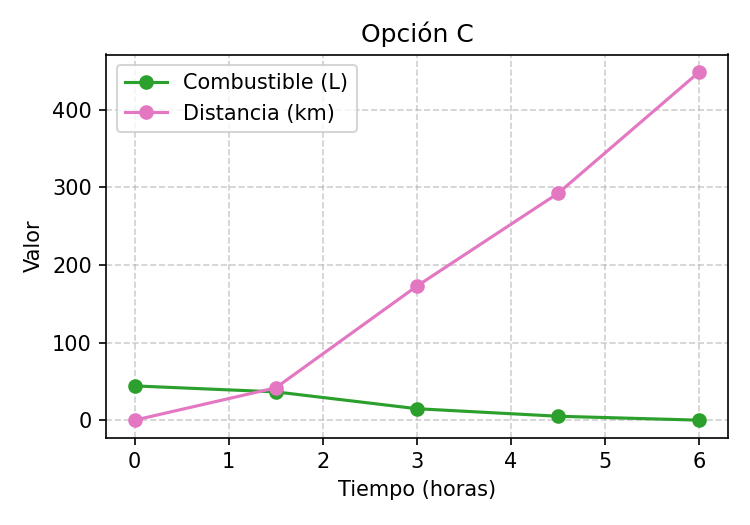 Opción C
Combustible (L)
Distancia (km)
Valor
400
300
200
100
0
0 1 2 3 4 5 6
Tiempo (horas)